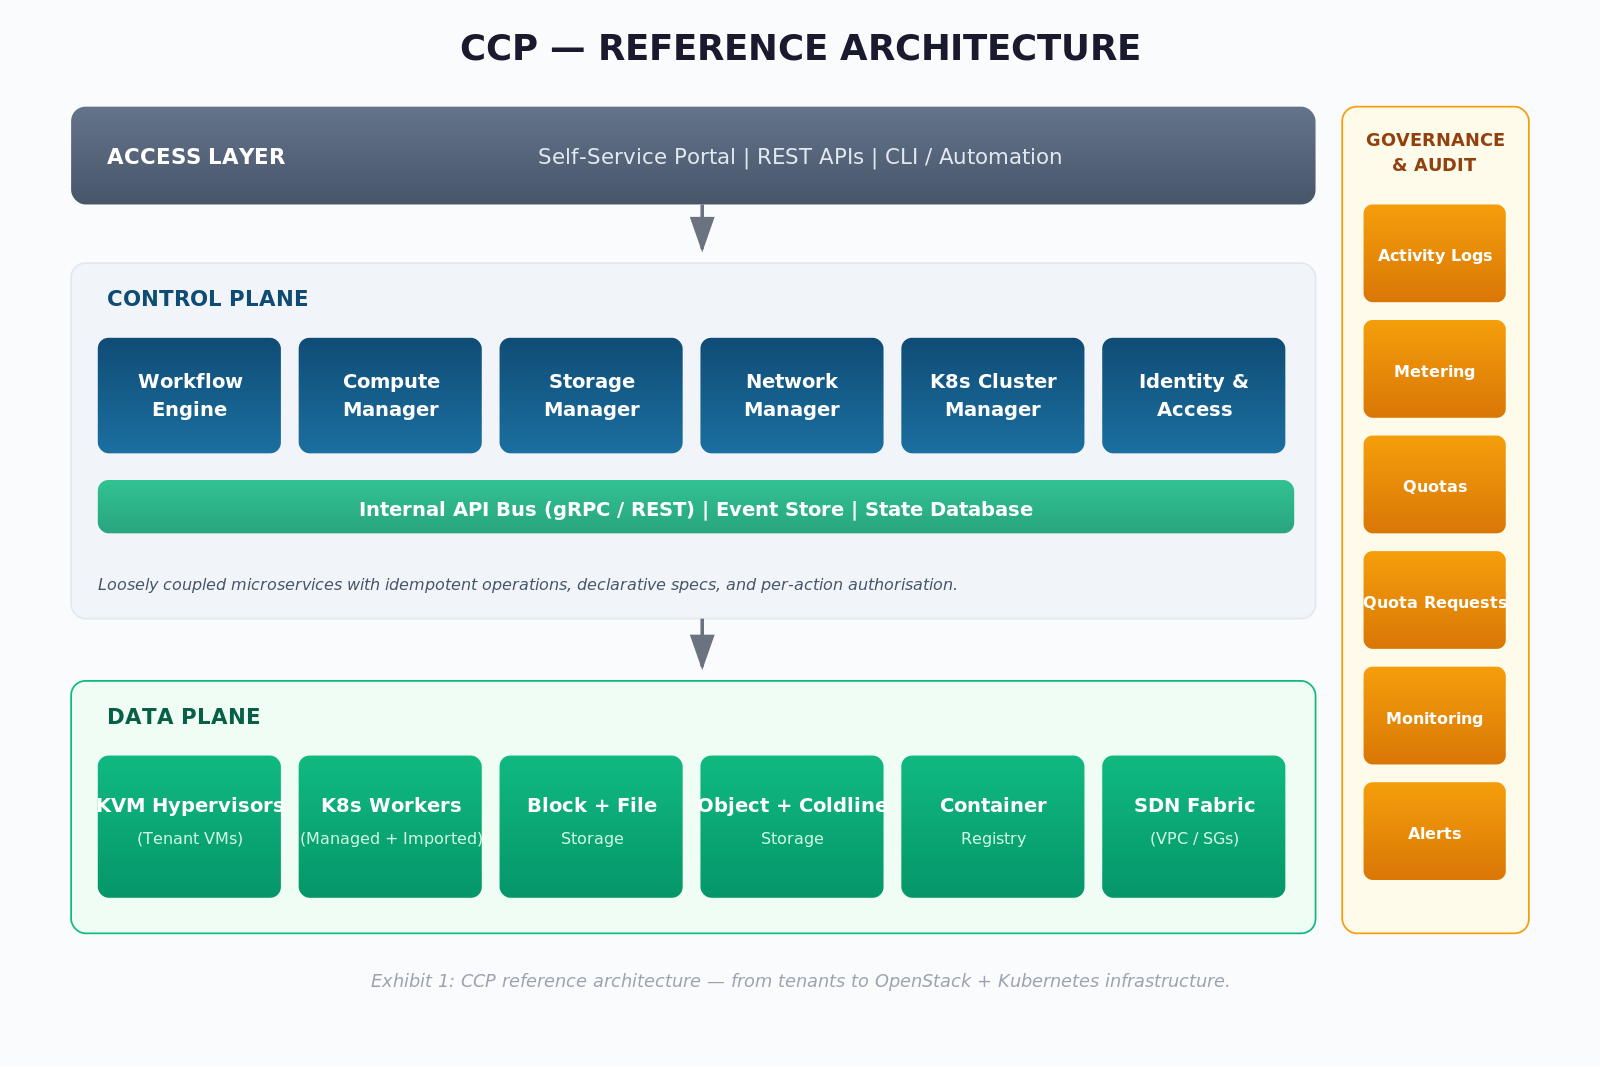 CCP — REFERENCE ARCHITECTURE
ACCESS LAYER
Self-Service Portal | REST APIs | CLI / Automation
CONTROL PLANE
Workflow
Engine
Compute
Manager
Storage
Manager
Network
Manager
K8s Cluster
Manager
Identity &
Access
Internal API Bus (gRPC / REST) | Event Store | State Database
Loosely coupled microservices with idempotent operations, declarative specs, and per-action authorisation.
DATA PLANE
KVM Hypervisors
(Tenant VMs)
K8s Workers
(Managed + Imported)
Block + File
Storage
Object + Coldline
Storage
Container
Registry
SDN Fabric
(VPC / SGs)
GOVERNANCE
& AUDIT
Activity Logs
Metering
Quotas
Quota Requests
Monitoring
Alerts
Exhibit 1: CCP reference architecture — from tenants to OpenStack + Kubernetes infrastructure.